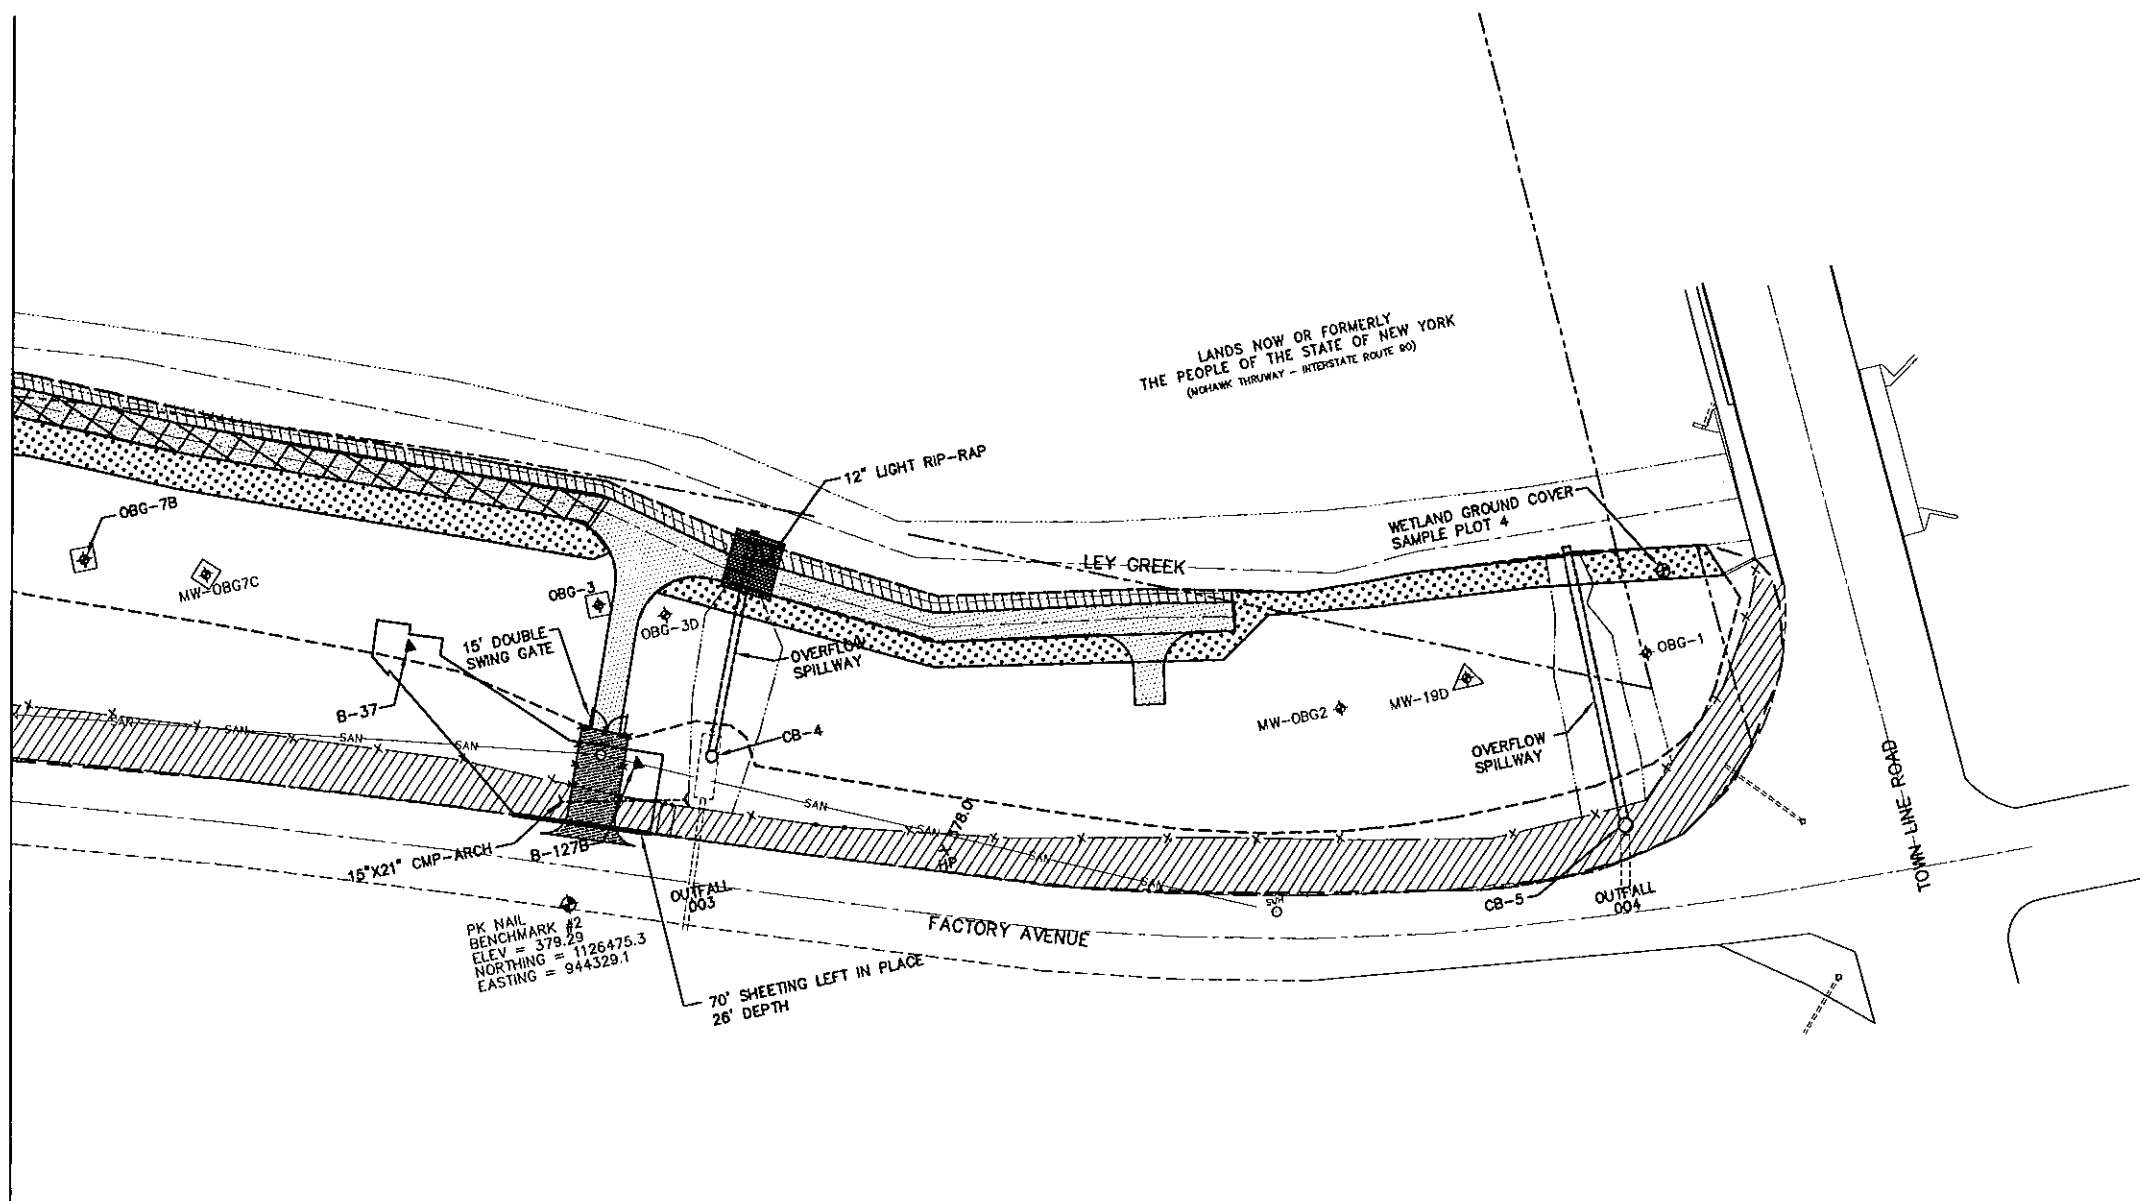 LANDS NOW OR FORMERLY
THE PEOPLE OF THE STATE OF NEW YORK
(MOHAWK THRUWAY - INTERSTATE ROUTE 90)
12" LIGHT RIP-RAP
WETLAND GROUND COVER
SAMPLE PLOT 4
OBG-7B
MW-OBG7C
LEY CREEK
OBG-3
OBG-3D
15' DOUBLE
SWING GATE
OVERFLOW
SPILLWAY
OBG-1
MW-19D
MW-OBG2
B-37
CB-4
OVERFLOW
SPILLWAY
SAN
SAN
SAN
SAN
SAN
SAN
SAN
SAN
378.0
HP
TOWN LINE ROAD
15"X21" CMP-ARCH
B-127B
OUTFALL
003
CB-5
OUTFALL
004
PK NAIL
BENCHMARK #2
ELEV = 379.29
NORTHING = 1126475.3
EASTING = 944329.1
FACTORY AVENUE
70' SHEETING LEFT IN PLACE
26' DEPTH